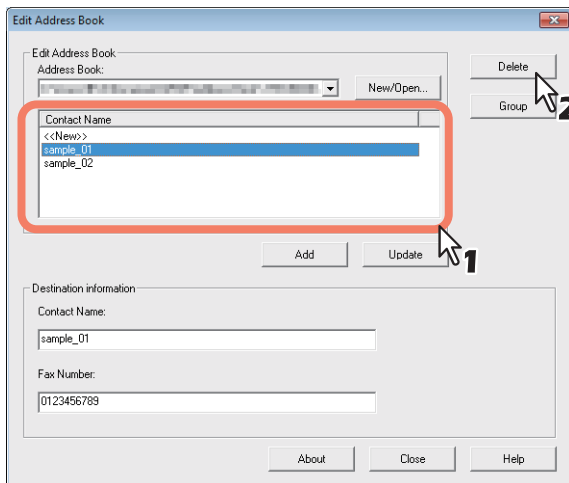 Edit Address Book
Edit Address Book
Address Book:
New/Open...
Delete
Group
2
Contact Name
<<New>>
sample_01
sample_02
1
Add
Update
Destination information
Contact Name:
sample_01
Fax Number:
0123456789
About
Close
Help